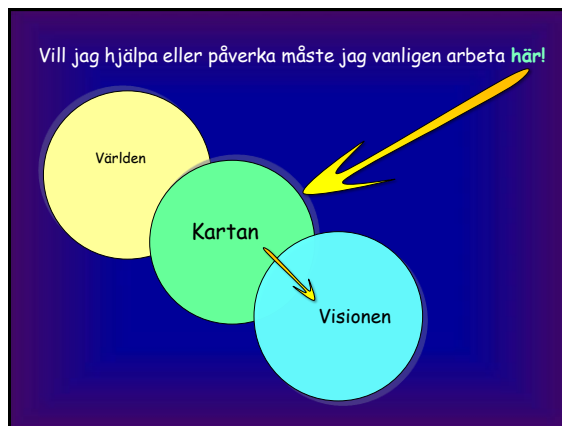 Vill jag hjälpa eller påverka måste jag vanligen arbeta här!
Världen
Kartan
Visionen